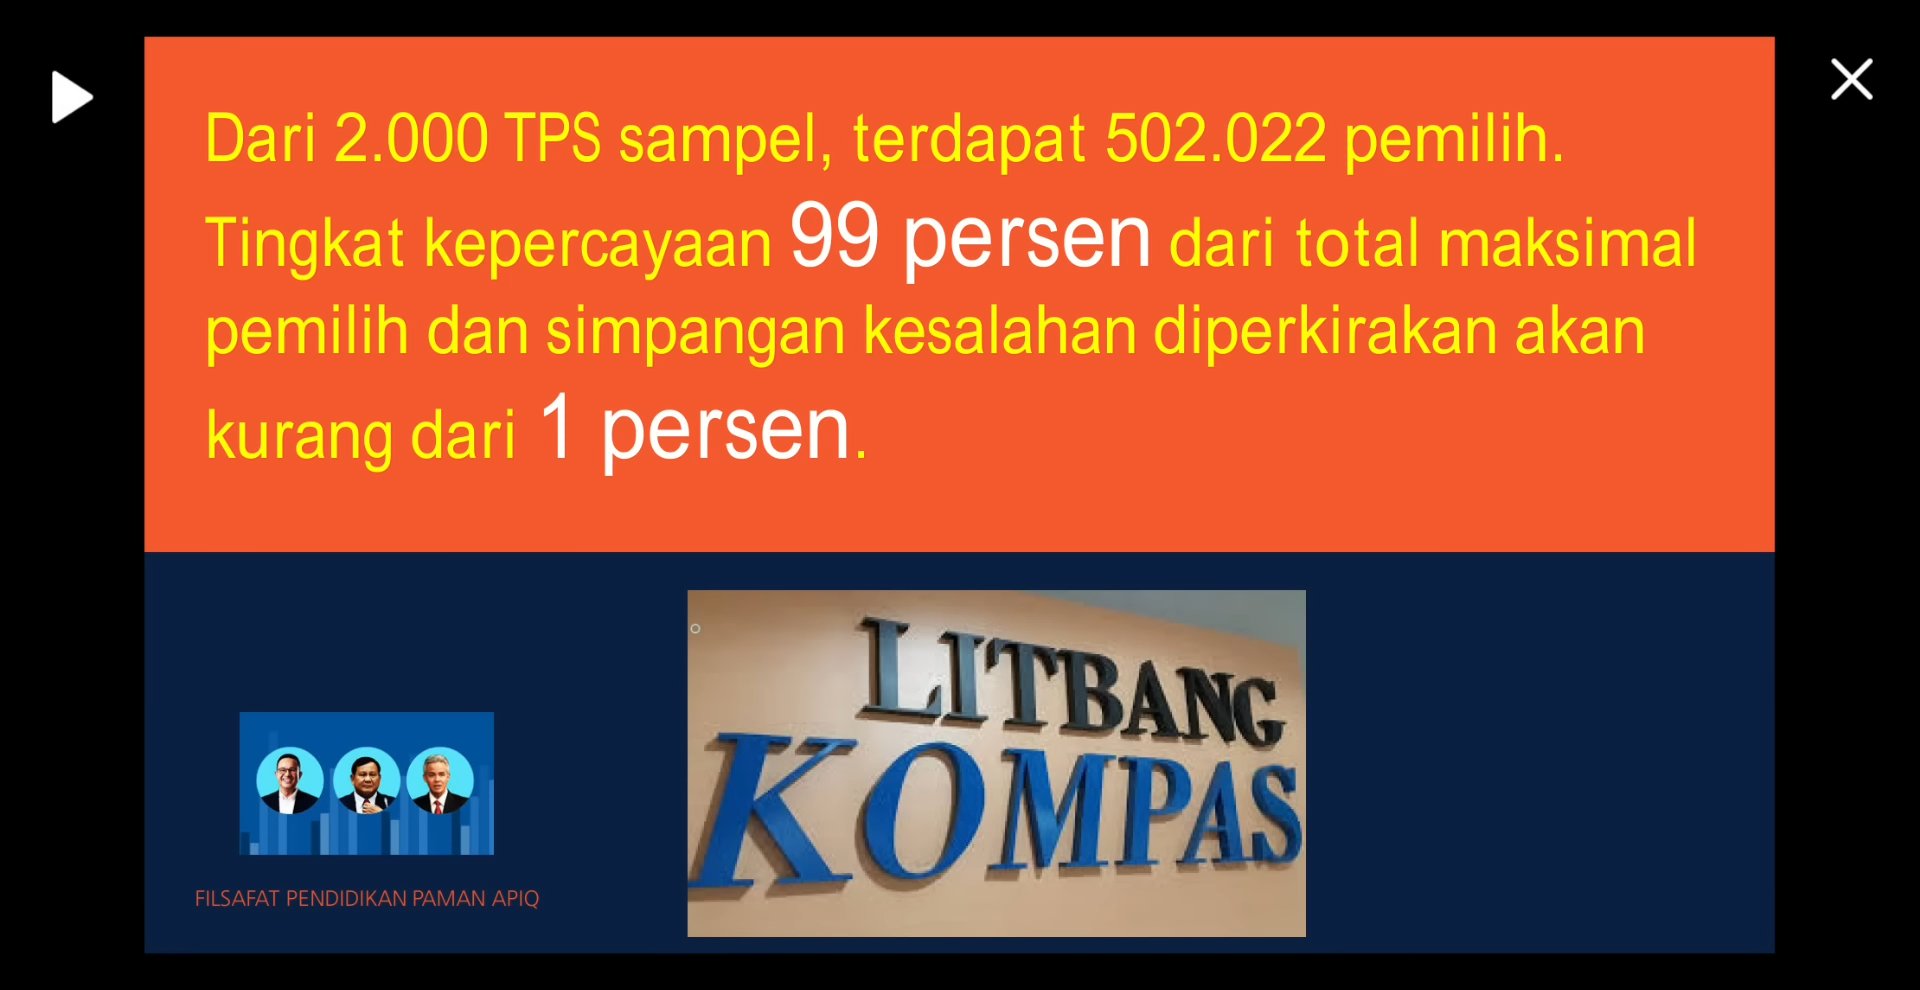 Dari 2.000 TPS sampel, terdapat 502.022 pemilih.
Tingkat kepercayaan 99 persen dari total maksimal
pemilih dan simpangan kesalahan diperkirakan akan
kurang dari 1 persen.
LITBANG
KOMPAS
FILSAFAT PENDIDIKAN PAMAN APIQ